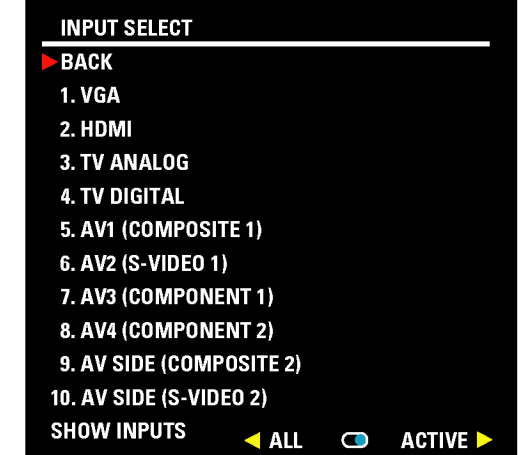 INPUT SELECT
BACK
1. VGA
2. HDMI
3. TV ANALOG
4. TV DIGITAL
5. AV1 (COMPOSITE 1)
6. AV2 (S-VIDEO 1)
7. AV3 (COMPONENT 1)
8. AV4 (COMPONENT 2)
9. AV SIDE (COMPOSITE 2)
10. AV SIDE (S-VIDEO 2)
SHOW INPUTS ALL ACTIVE